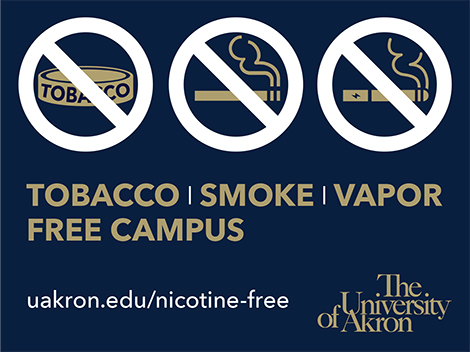 TOBACCO
TOBACCO | SMOKE | VAPOR
FREE CAMPUS
uakron.edu/nicotine-free
The
University
of Akron